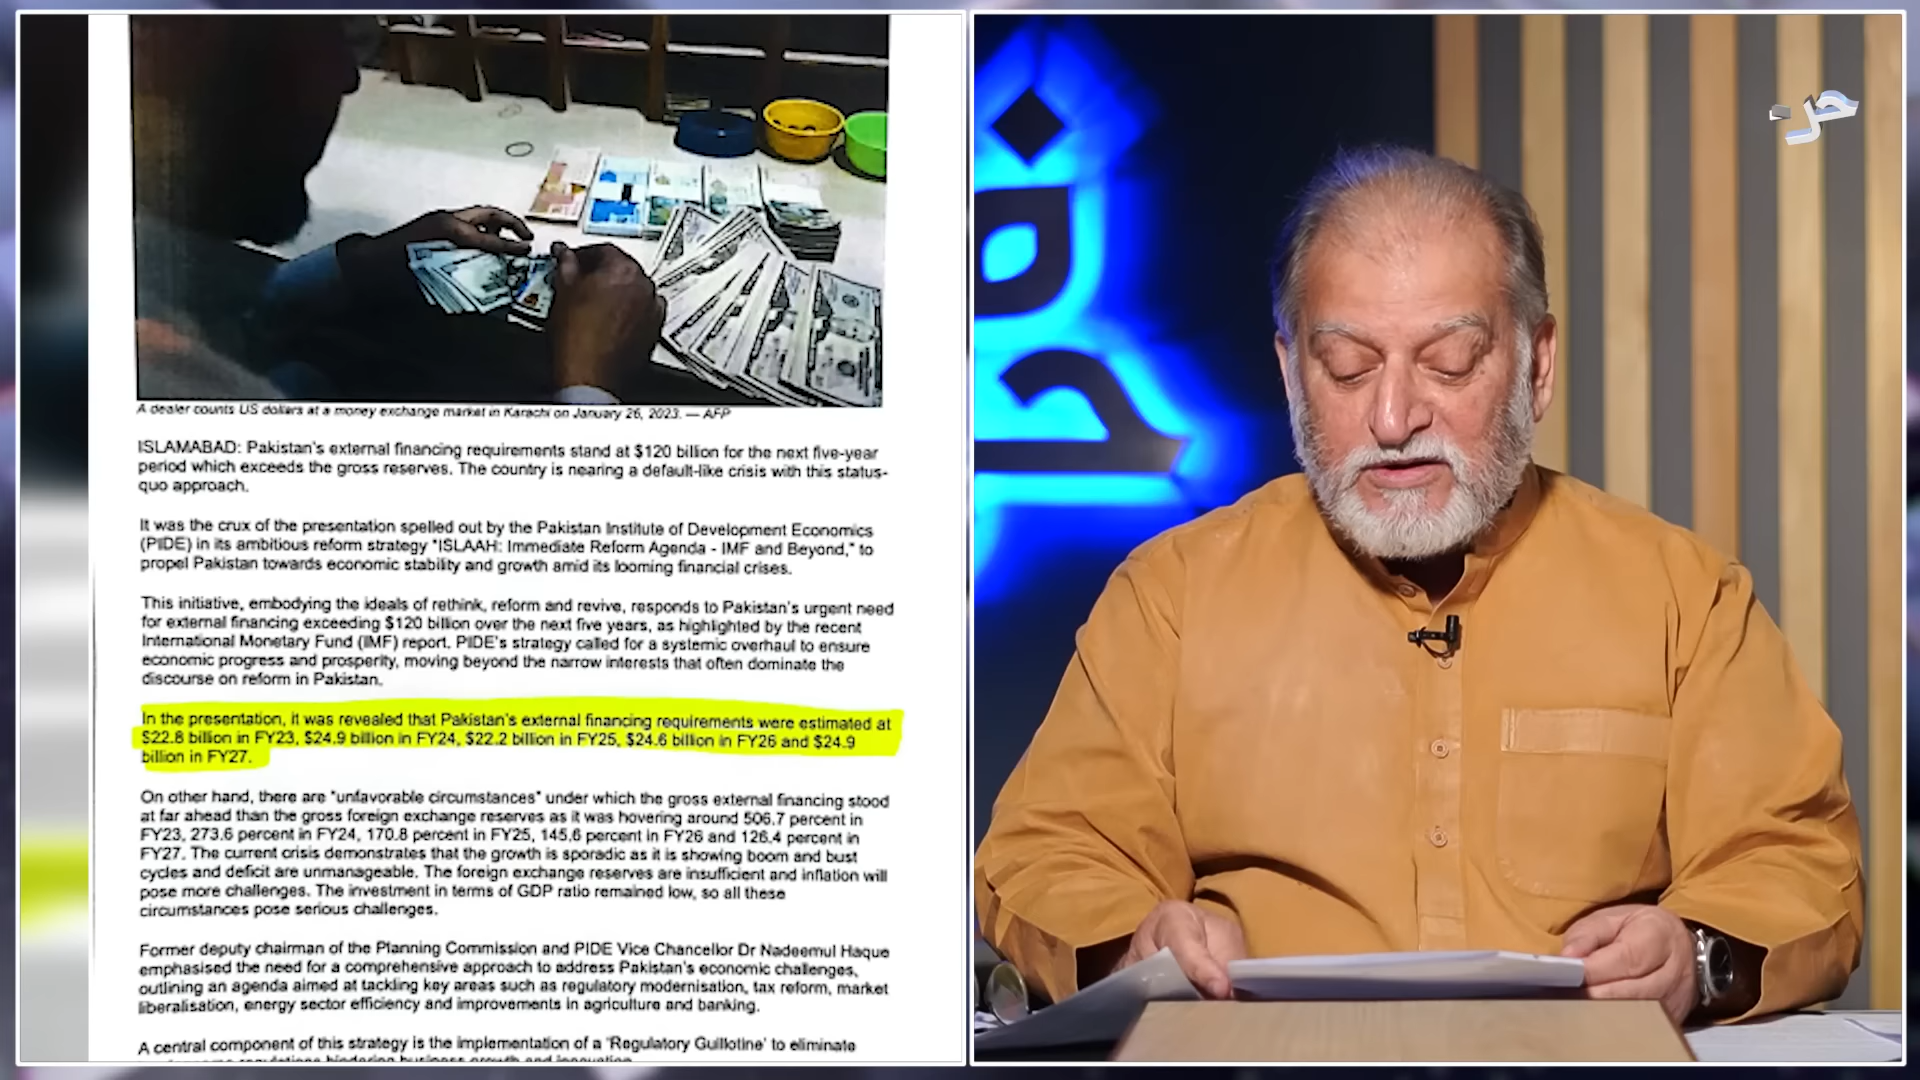 A dealer counts US dollars at a money exchange market in Karachi on January 26, 2023. — AFP
ISLAMABAD: Pakistan's external financing requirements stand at $120 billion for the next five-year
period which exceeds the gross reserves. The country is nearing a default-like crisis with this status-
quo approach.
It was the crux of the presentation spelled out by the Pakistan Institute of Development Economics
(PIDE) in its ambitious reform strategy "ISLAAH: Immediate Reform Agenda - IMF and Beyond," to
propel Pakistan towards economic stability and growth amid its looming financial crises.
This initiative, embodying the ideals of rethink, reform and revive, responds to Pakistan's urgent need
for external financing exceeding $120 billion over the next five years, as highlighted by the recent
International Monetary Fund (IMF) report. PIDE's strategy called for a systemic overhaul to ensure
economic progress and prosperity, moving beyond the narrow interests that often dominate the
discourse on reform in Pakistan.
In the presentation, it was revealed that Pakistan's external financing requirements were estimated at
$22.8 billion in FY23, $24.9 billion in FY24, $22.2 billion in FY25, $24.6 billion in FY26 and $24.9
billion in FY27.
On other hand, there are "unfavorable circumstances" under which the gross external financing stood
at far ahead than the gross foreign exchange reserves as it was hovering around 506.7 percent in
FY23, 273.6 percent in FY24, 170.8 percent in FY25, 145.6 percent in FY26 and 126.4 percent in
FY27. The current crisis demonstrates that the growth is sporadic as it is showing boom and bust
cycles and deficit are unmanageable. The foreign exchange reserves are insufficient and inflation will
pose more challenges. The investment in terms of GDP ratio remained low, so all these
circumstances pose serious challenges.
Former deputy chairman of the Planning Commission and PIDE Vice Chancellor Dr Nadeemul Haque
emphasised the need for a comprehensive approach to address Pakistan's economic challenges,
outlining an agenda aimed at tackling key areas such as regulatory modernisation, tax reform, market
liberalisation, energy sector efficiency and improvements in agriculture and banking.
A central component of this strategy is the implementation of a 'Regulatory Guillotine' to eliminate